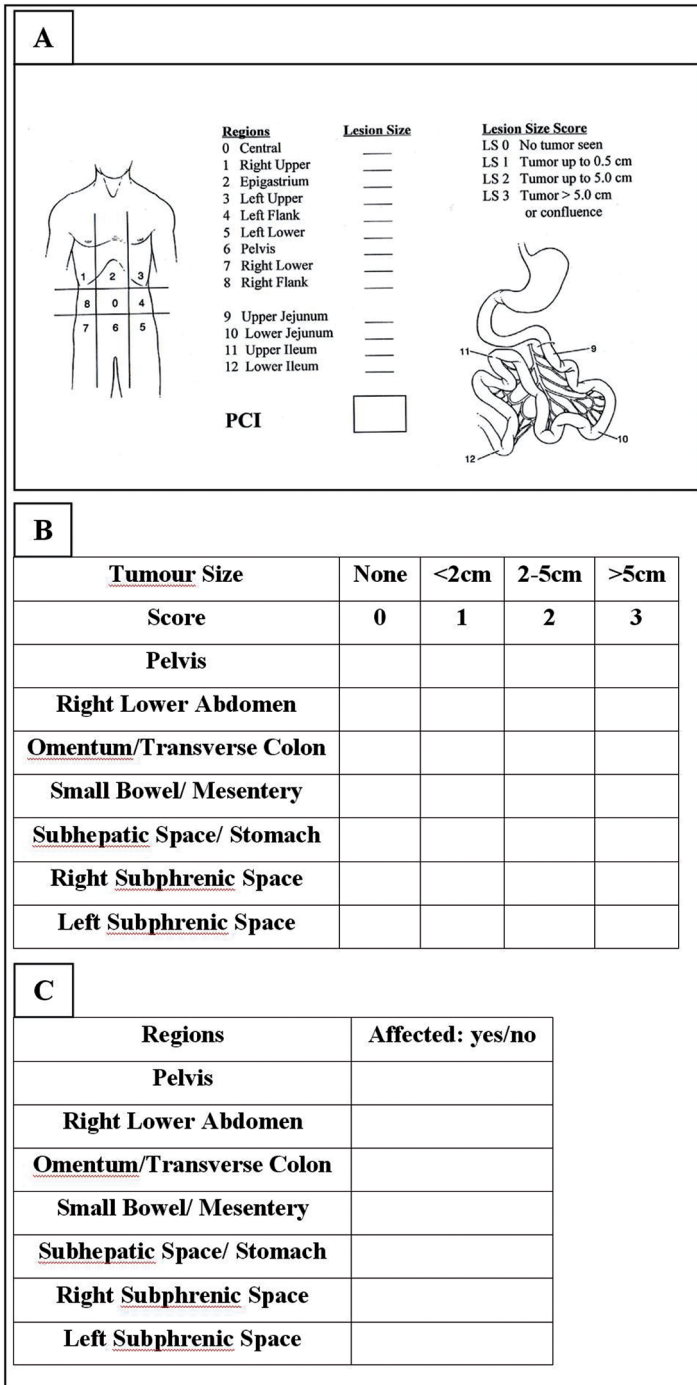 A
Regions Lesion Size Lesion Size Score
0 Central LS 0 No tumor seen
1 Right Upper LS 1 Tumor up to 0.5 cm
2 Epigastrium LS 2 Tumor up to 5.0 cm
3 Left Upper LS 3 Tumor > 5.0 cm
4 Left Flank or confluence
5 Left Lower
6 Pelvis
7 Right Lower
8 Right Flank
9 Upper Jejunum
10 Lower Jejunum
11 Upper Ileum
12 Lower Ileum
PCI
1 2 3
8 0 4
7 6 5
11 9
10
12
B
Tumour Size None <2cm 2-5cm >5cm
Score 0 1 2 3
Pelvis
Right Lower Abdomen
Omentum/Transverse Colon
Small Bowel/ Mesentery
Subhepatic Space/ Stomach
Right Subphrenic Space
Left Subphrenic Space
C
Regions Affected: yes/no
Pelvis
Right Lower Abdomen
Omentum/Transverse Colon
Small Bowel/ Mesentery
Subhepatic Space/ Stomach
Right Subphrenic Space
Left Subphrenic Space